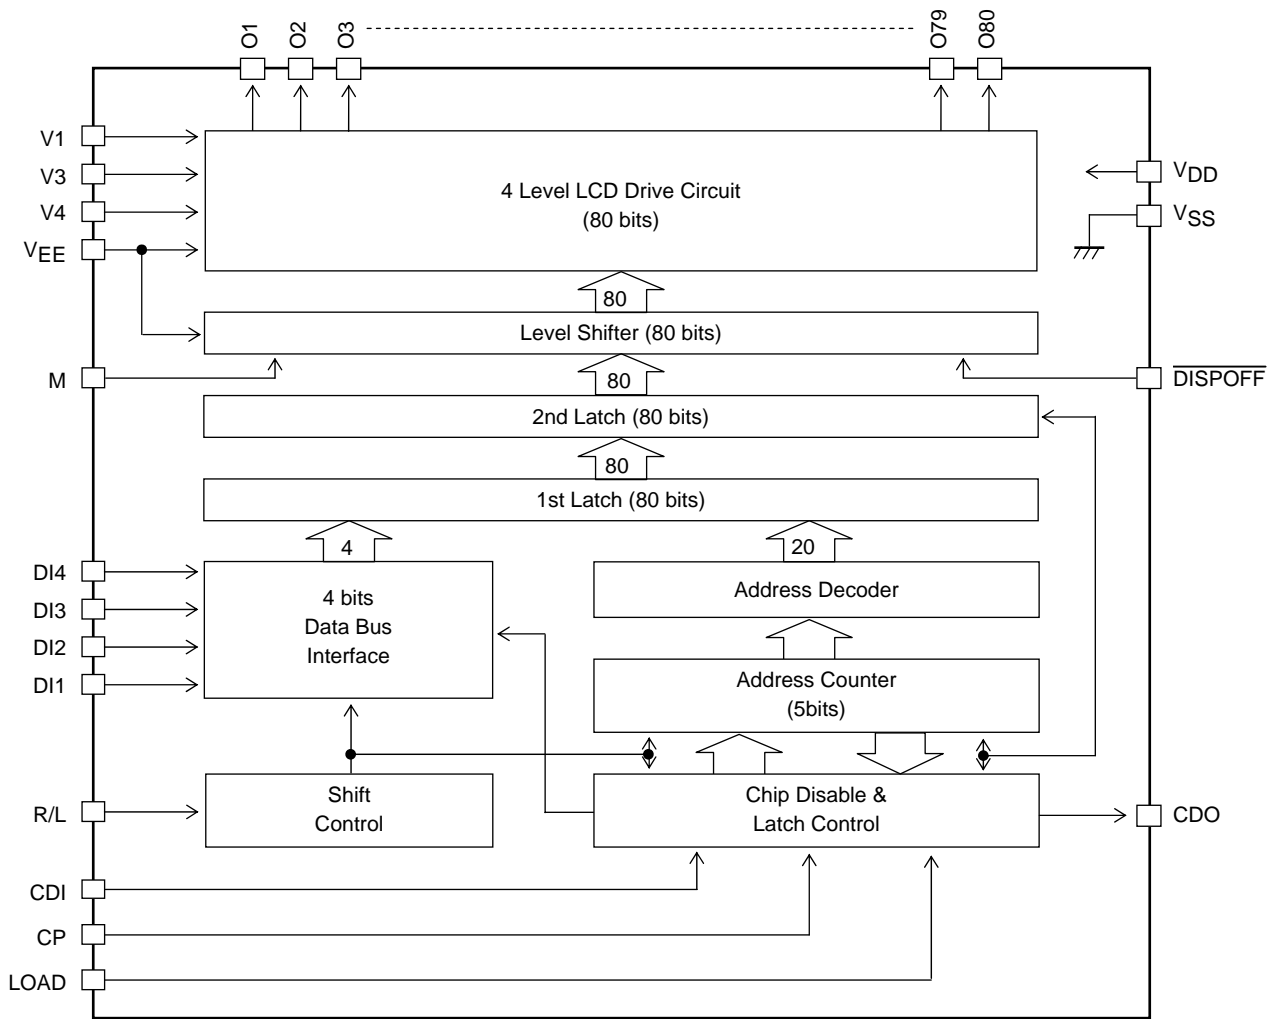 O1
O2
O3
O79
O80
V1
V3
V4
VEE
4 Level LCD Drive Circuit
(80 bits)
VDD
VSS
80
Level Shifter (80 bits)
M
80
DISPOFF
2nd Latch (80 bits)
80
1st Latch (80 bits)
4
20
DI4
DI3
DI2
DI1
4 bits
Data Bus
Interface
Address Decoder
Address Counter
(5bits)
R/L
Shift
Control
Chip Disable &
Latch Control
CDO
CDI
CP
LOAD